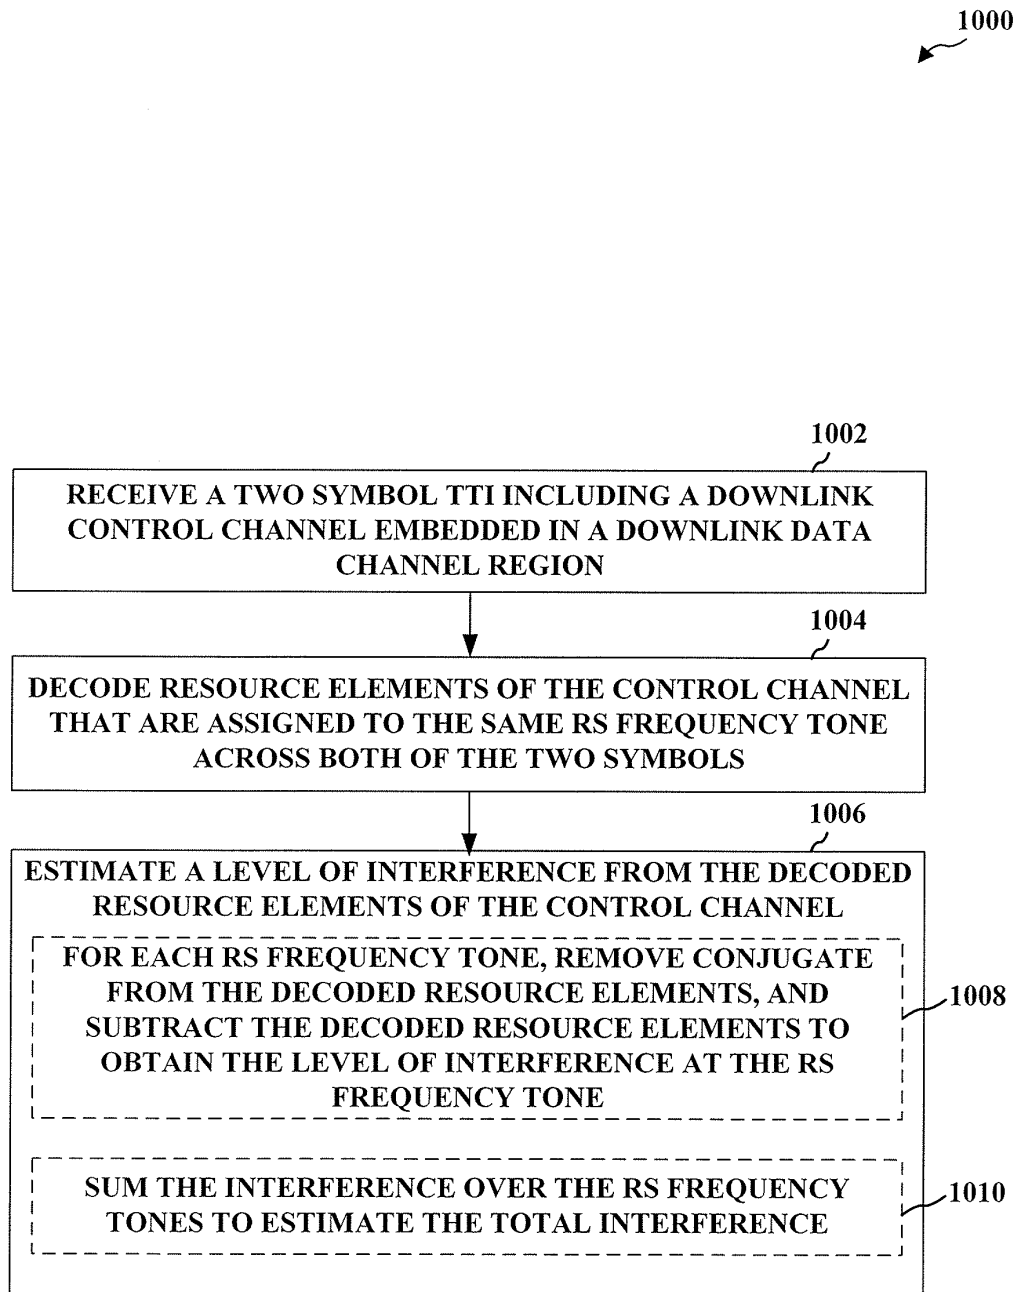 1000
1002
RECEIVE A TWO SYMBOL TTI INCLUDING A DOWNLINK
CONTROL CHANNEL EMBEDDED IN A DOWNLINK DATA
CHANNEL REGION
1004
DECODE RESOURCE ELEMENTS OF THE CONTROL CHANNEL
THAT ARE ASSIGNED TO THE SAME RS FREQUENCY TONE
ACROSS BOTH OF THE TWO SYMBOLS
1006
ESTIMATE A LEVEL OF INTERFERENCE FROM THE DECODED
RESOURCE ELEMENTS OF THE CONTROL CHANNEL
FOR EACH RS FREQUENCY TONE, REMOVE CONJUGATE
FROM THE DECODED RESOURCE ELEMENTS, AND
SUBTRACT THE DECODED RESOURCE ELEMENTS TO
OBTAIN THE LEVEL OF INTERFERENCE AT THE RS
FREQUENCY TONE
1008
SUM THE INTERFERENCE OVER THE RS FREQUENCY
TONES TO ESTIMATE THE TOTAL INTERFERENCE
1010